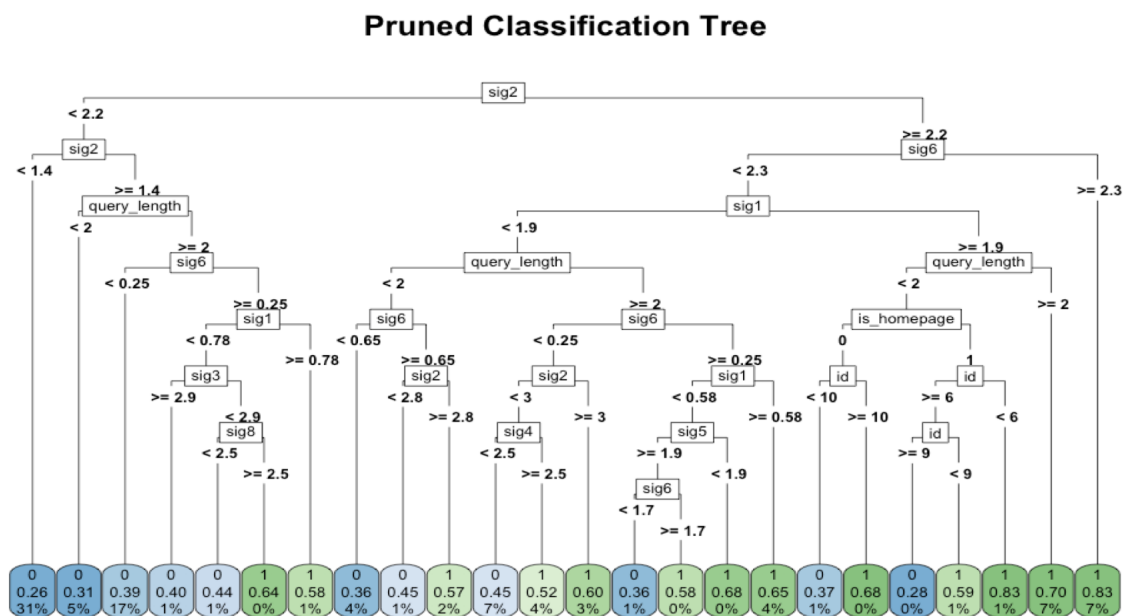 Pruned Classification Tree
sig2
< 2.2
>= 2.2
sig2
sig6
< 1.4
>= 1.4
< 2.3
>= 2.3
query_length
sig1
< 2
>= 2
< 1.9
>= 1.9
sig6
query_length
query_length
< 0.25
>= 0.25
< 2
>= 2
< 2
>= 2
sig1
sig6
sig6
is_homepage
< 0.78
>= 0.78
< 0.65
>= 0.65
< 0.25
>= 0.25
0
1
sig3
sig2
sig2
sig1
id
id
>= 2.9
< 2.9
< 2.8
>= 2.8
< 3
>= 3
< 0.58
>= 0.58
< 10
>= 10
>= 6
< 6
sig8
sig4
sig5
id
< 2.5
>= 2.5
< 2.5
>= 2.5
>= 1.9
< 1.9
>= 9
< 9
sig6
< 1.7
>= 1.7
0 0 0 0 0 1 1 0 0 1 0 1 1 0 1 1 1 0 1 0 1 1 1 1
0.26 0.31 0.39 0.40 0.44 0.64 0.58 0.36 0.45 0.57 0.45 0.52 0.60 0.36 0.58 0.68 0.65 0.37 0.68 0.28 0.59 0.83 0.70 0.83
31% 5% 17% 1% 1% 0% 1% 4% 1% 2% 7% 4% 3% 1% 0% 0% 4% 1% 0% 0% 1% 1% 7% 7%